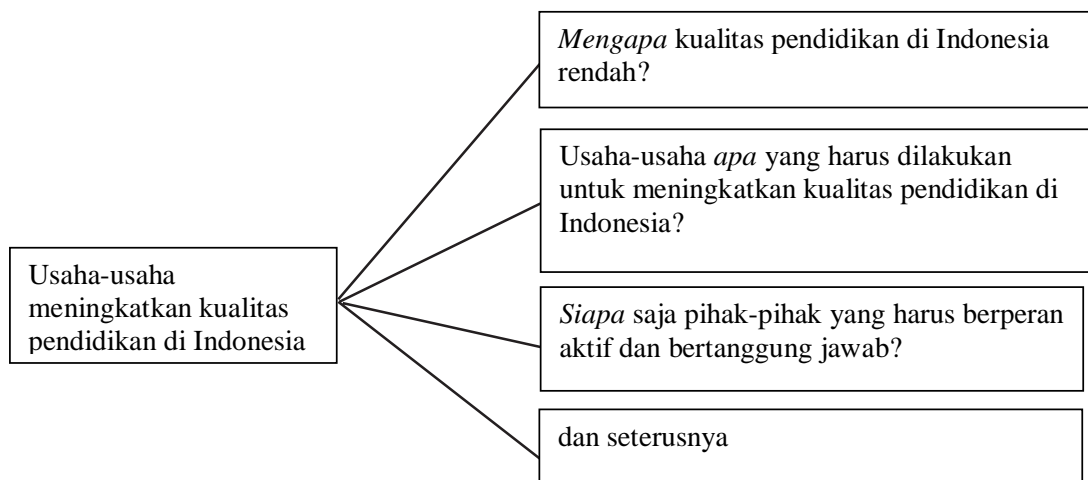 Mengapa kualitas pendidikan di Indonesia
rendah?
Usaha-usaha apa yang harus dilakukan
untuk meningkatkan kualitas pendidikan di
Indonesia?
Usaha-usaha
meningkatkan kualitas
pendidikan di Indonesia
Siapa saja pihak-pihak yang harus berperan
aktif dan bertanggung jawab?
dan seterusnya